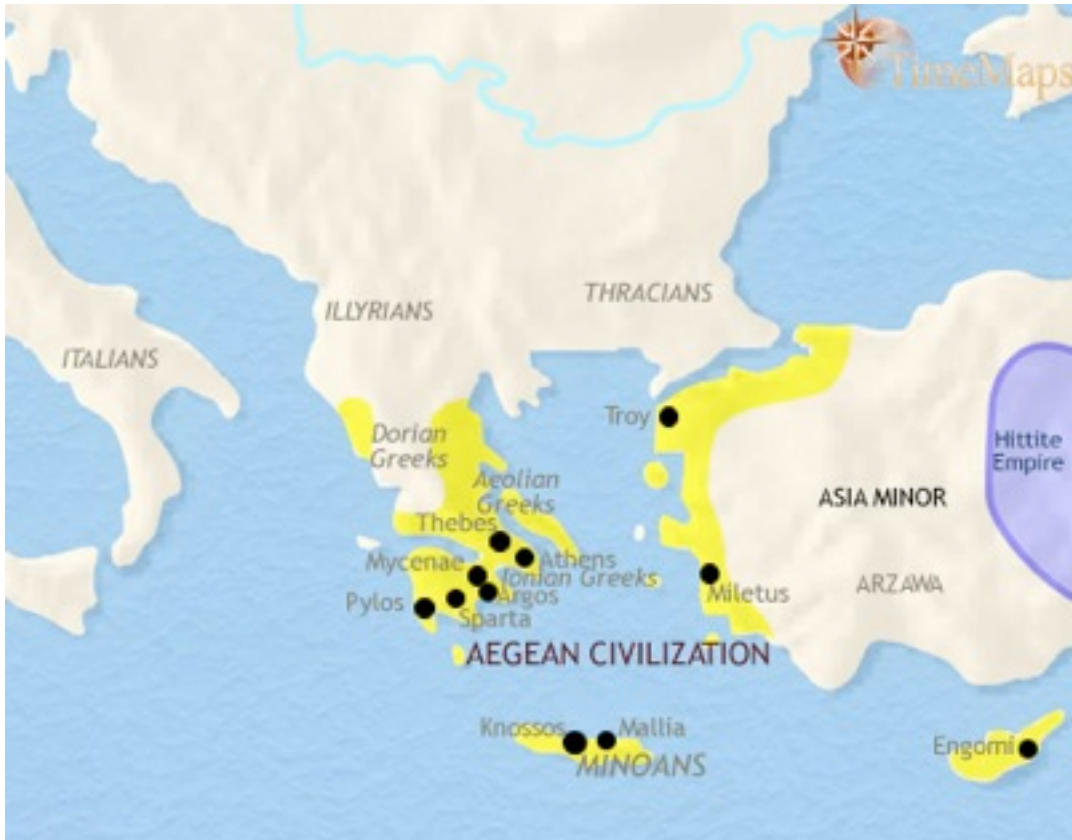 TimeMaps
THRACIANS
ILLYRIANS
ITALIANS
Troy
Dorian
Greeks
Hittite
Empire
Aeolian
Greeks
ASIA MINOR
Thebes
Mycenae
Athens
Ionian Greeks
ARZAWA
Miletus
Pylos
Argos
Sparta
AEGEAN CIVILIZATION
Knossos
Mallia
MINOANS
Engomi